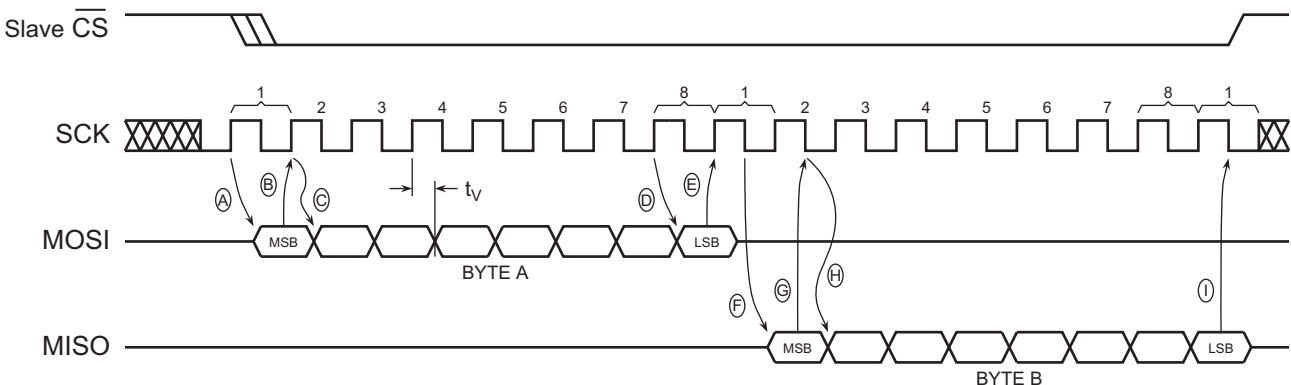 Slave CS
1 2 3 4 5 6 7 8 1 2 3 4 5 6 7 8 1
SCK
A B C tV D E
MOSI MSB LSB
BYTE A
F G H I
MISO MSB LSB
BYTE B